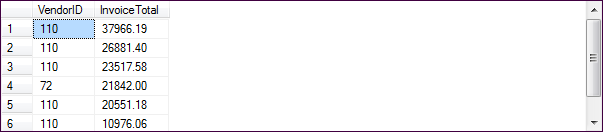 VendorID InvoiceTotal
1 110 37966.19
2 110 26881.40
3 110 23517.58
4 72 21842.00
5 110 20551.18
6 110 10976.06